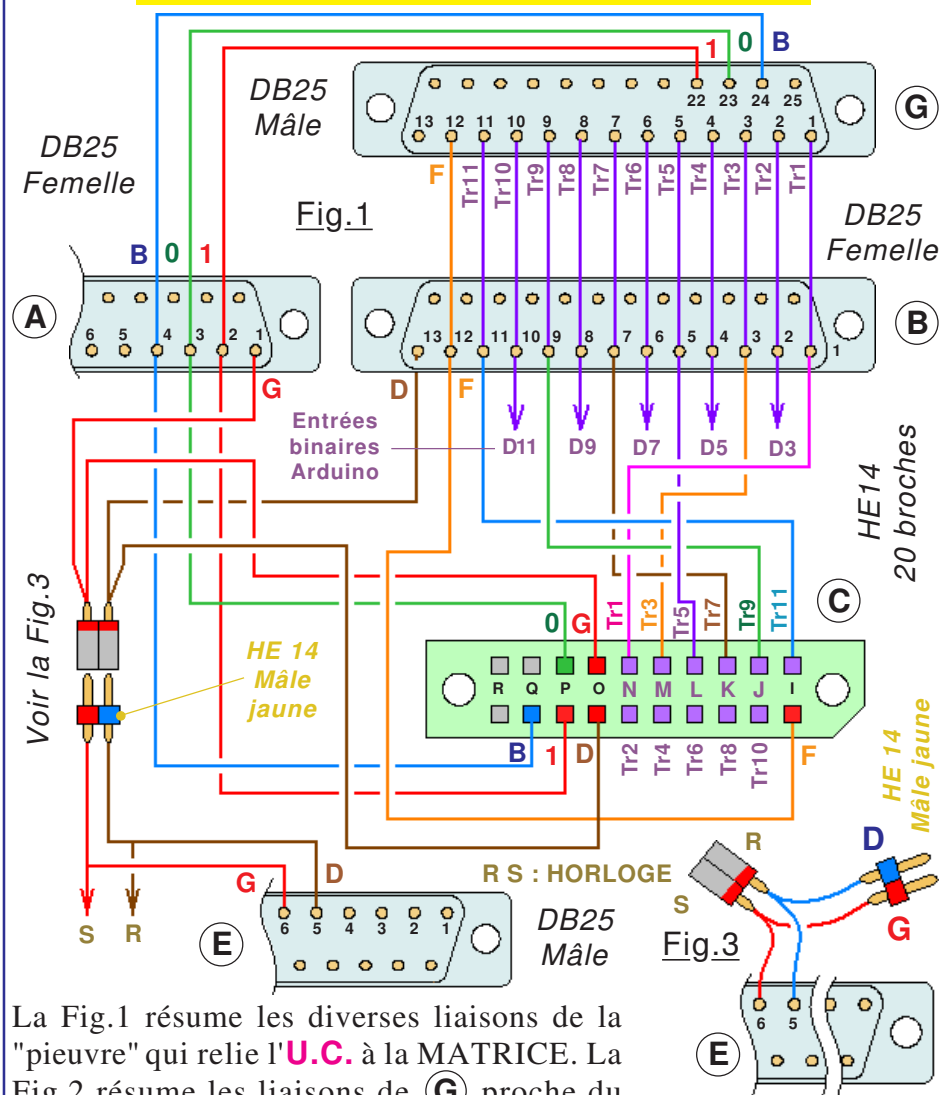 1 0 B
DB25
Mâle
22 23 24 25
13 12 11 10 9 8 7 6 5 4 3 2 1
G
DB25
Femelle
F Tr11 Tr10 Tr9 Tr8 Tr7 Tr6 Tr5 Tr4 Tr3 Tr2 Tr1
Fig.1
DB25
Femelle
B 0 1
A
6 5 4 3 2 1
G
13 12 11 10 9 8 7 6 5 4 3 2 1
B
D F
Entrées
binaires
Arduino
D11 D9 D7 D5 D3
HE14
20 broches
Voir la Fig.3
HE 14
Mâle
jaune
0 G Tr1 Tr3 Tr5 Tr7 Tr9 Tr11
C
R Q P O N M L K J I
B 1 D Tr2 Tr4 Tr6 Tr8 Tr10 F
HE 14
Mâle jaune
S R
G D
E
6 5 4 3 2 1
R S : HORLOGE
DB25
Mâle
R
S
D
G
Fig.3
6 5
E
La Fig.1 résume les diverses liaisons de la
"pieuvre" qui relie l'U.C. à la MATRICE. La
Fig.2 résume les liaisons de G proche du